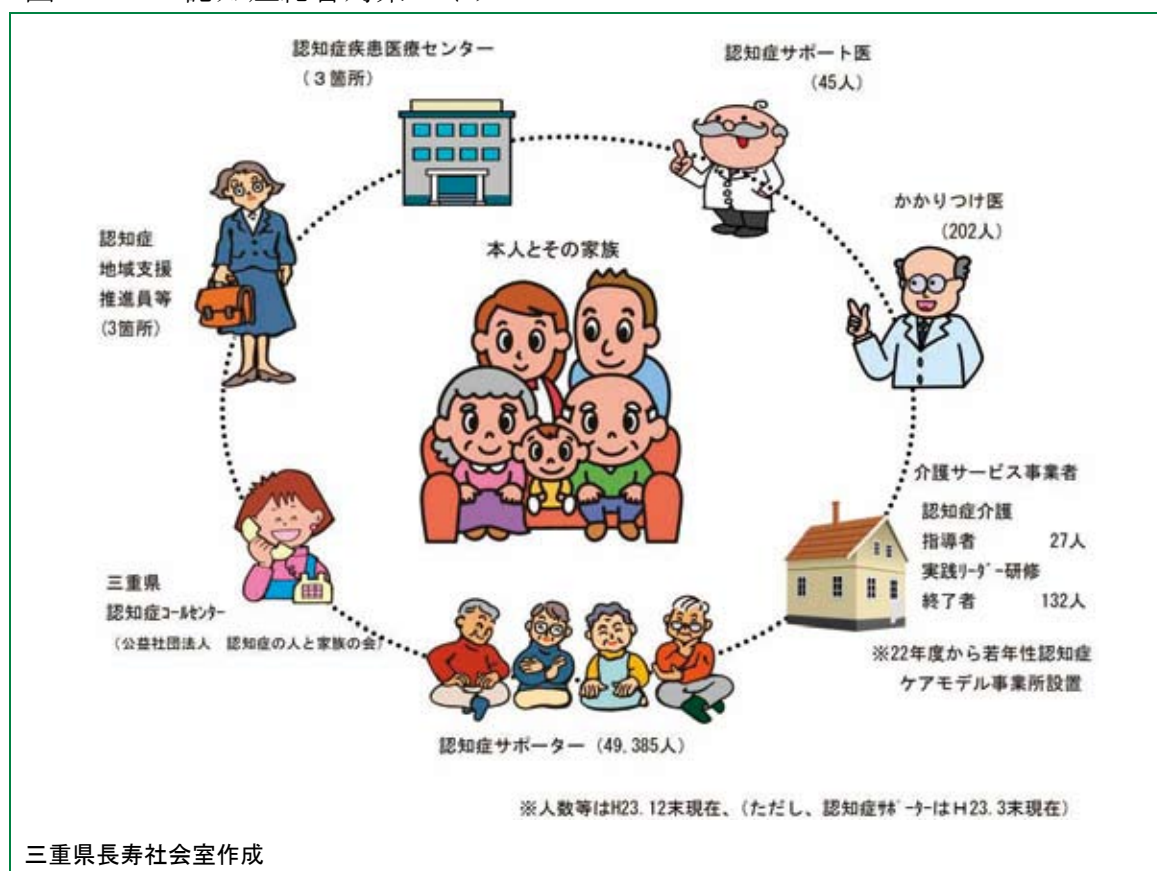 認知症疾患医療センター
（３箇所）
認知症サポート医
(45人)
かかりつけ医
(202人)
認知症
地域支援
推進員等
(3箇所)
本人とその家族
介護サービス事業者
認知症介護
指導者 27人
実践ﾘｰﾀﾞｰ研修
終了者 132人
※22年度から若年性認知症
ケアモデル事業所設置
三重県
認知症ｺｰﾙｾﾝﾀｰ
(公益社団法人 認知症の人と家族の会)
認知症サポーター（49,385人）
※人数等はH23.12末現在、(ただし、認知症ｻﾎﾟｰﾀｰはＨ23.3末現在)
三重県長寿社会室作成